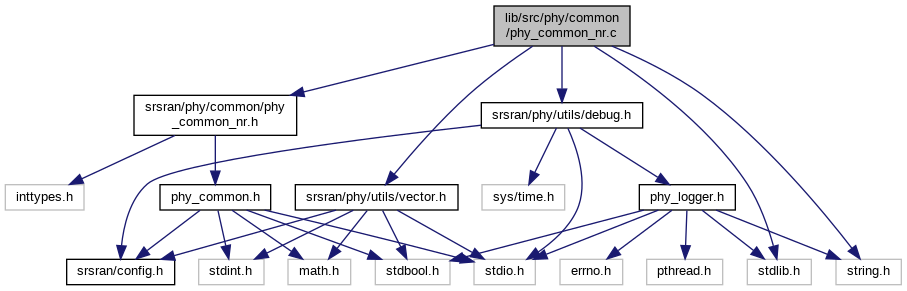 lib/src/phy/common
/phy_common_nr.c
srsran/phy/common/phy
_common_nr.h
srsran/phy/utils/debug.h
inttypes.h
phy_common.h
srsran/phy/utils/vector.h
sys/time.h
phy_logger.h
srsran/config.h
stdint.h
math.h
stdbool.h
stdio.h
errno.h
pthread.h
stdlib.h
string.h